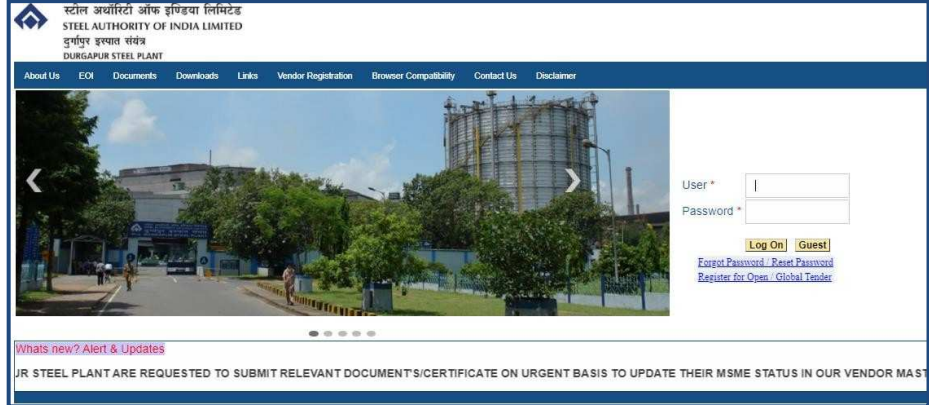 स्टील अथॉरिटी ऑफ इण्डिया लिमिटेड
STEEL AUTHORITY OF INDIA LIMITED
दुर्गापुर इस्पात संयंत्र
DURGAPUR STEEL PLANT
About Us EOI Documents Downloads Links Vendor Registration Browser Compatibility Contact Us Disclaimer
User *
Password *
Log On Guest
Forgot Password / Reset Password
Register for Open / Global Tender
Whats new? Alert & Updates
UR STEEL PLANT ARE REQUESTED TO SUBMIT RELEVANT DOCUMENT'S/CERTIFICATE ON URGENT BASIS TO UPDATE THEIR MSME STATUS IN OUR VENDOR MAST